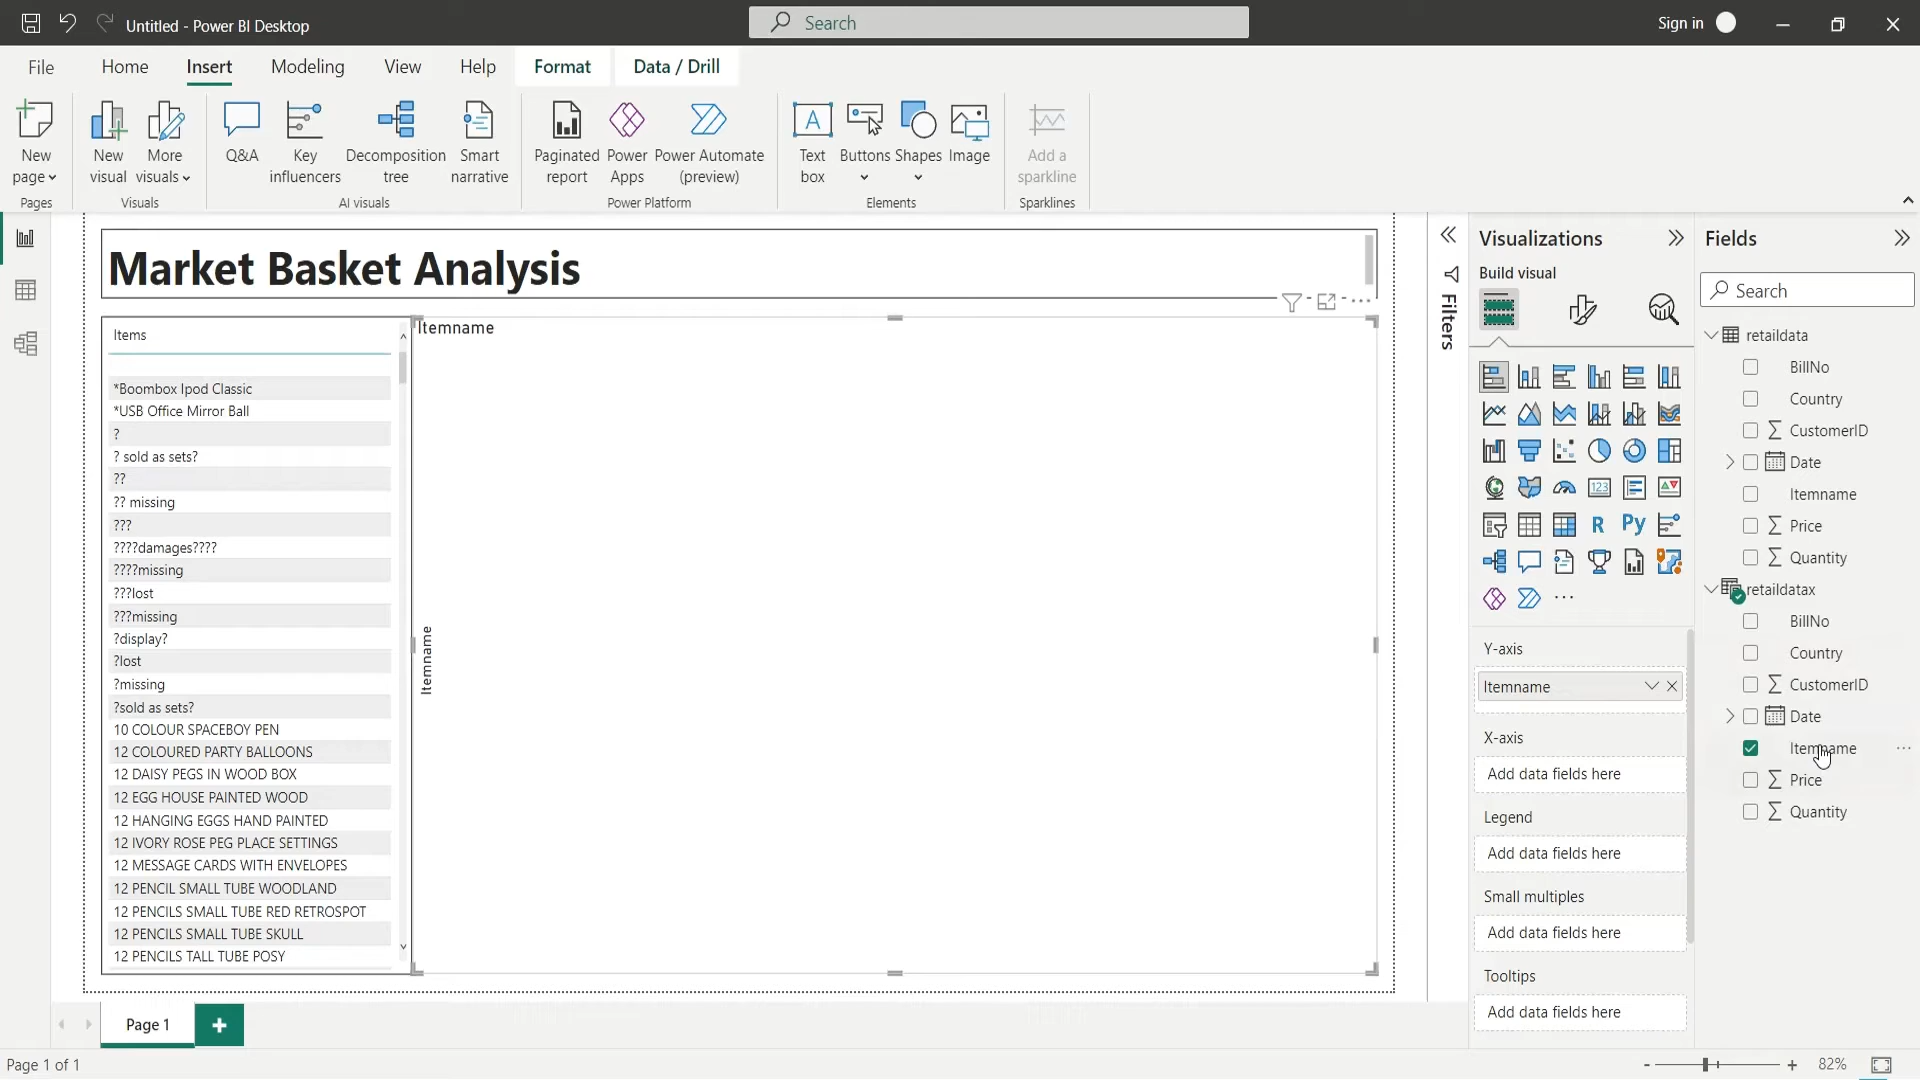 Untitled - Power BI Desktop
Search
Sign in
File
Home
Insert
Modeling
View
Help
Format
Data / Drill
New page
New visual
More visuals
Q&A
Key influencers
Decomposition tree
Smart narrative
Paginated report
Power Apps
Power Automate (preview)
Text box
Buttons
Shapes
Image
Add a sparkline
Pages
Visuals
AI visuals
Power Platform
Elements
Sparklines
Market Basket Analysis
Items
*Boombox Ipod Classic
*USB Office Mirror Ball
?
? sold as sets?
??
?? missing
???
????damages????
????missing
???lost
???missing
?display?
?lost
?missing
?sold as sets?
10 COLOUR SPACEBOY PEN
12 COLOURED PARTY BALLOONS
12 DAISY PEGS IN WOOD BOX
12 EGG HOUSE PAINTED WOOD
12 HANGING EGGS HAND PAINTED
12 IVORY ROSE PEG PLACE SETTINGS
12 MESSAGE CARDS WITH ENVELOPES
12 PENCIL SMALL TUBE WOODLAND
12 PENCILS SMALL TUBE RED RETROSPOT
12 PENCILS SMALL TUBE SKULL
12 PENCILS TALL TUBE POSY
Itemname
Itemname
Filters
Visualizations
Build visual
123
R
Py
Y-axis
Itemname
X-axis
Add data fields here
Legend
Add data fields here
Small multiples
Add data fields here
Tooltips
Add data fields here
Fields
Search
retaildata
BillNo
Country
CustomerID
Date
Itemname
Price
Quantity
retaildatax
BillNo
Country
CustomerID
Date
Itemname
Price
Quantity
Page 1
Page 1 of 1
82%